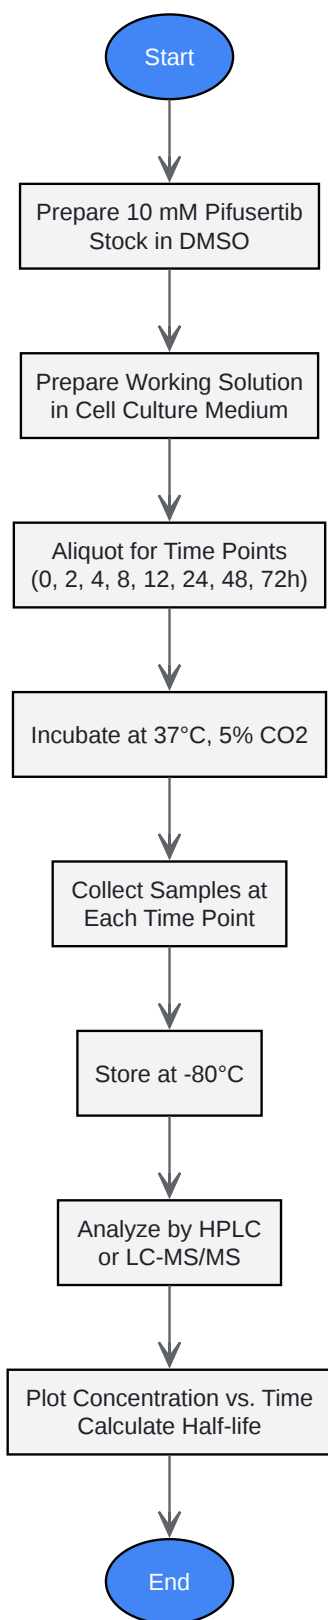 Start
Prepare 10 mM Pifusertib
Stock in DMSO
Prepare Working Solution
in Cell Culture Medium
Aliquot for Time Points
(0, 2, 4, 8, 12, 24, 48, 72h)
Incubate at 37°C, 5% CO2
Collect Samples at
Each Time Point
Store at -80°C
Analyze by HPLC
or LC-MS/MS
Plot Concentration vs. Time
Calculate Half-life
End